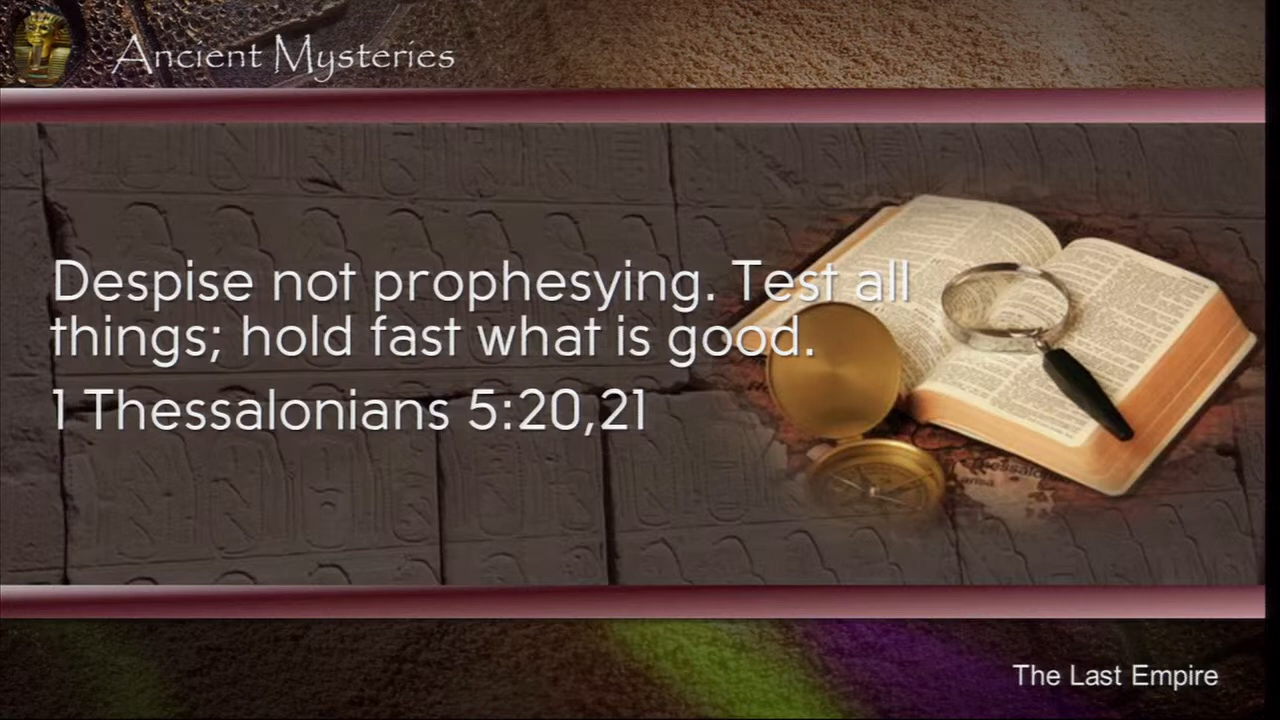 Ancient Mysteries
Despise not prophesying. Test all
things; hold fast what is good.
1 Thessalonians 5:20,21
The Last Empire